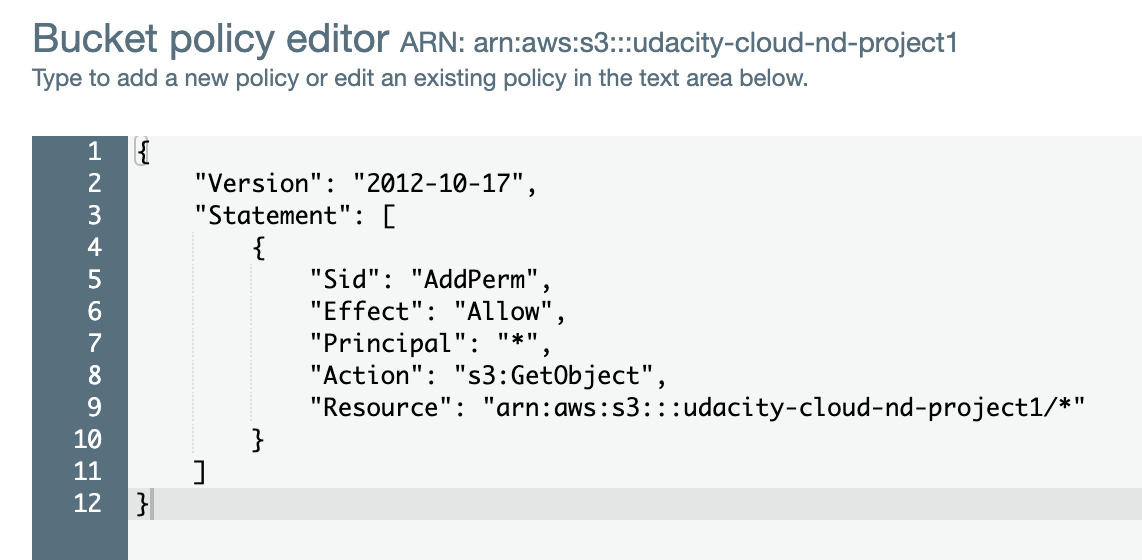 Bucket policy editor ARN: arn:aws:s3:::udacity-cloud-nd-project1
Type to add a new policy or edit an existing policy in the text area below.
1 {
2     "Version": "2012-10-17",
3     "Statement": [
4         {
5             "Sid": "AddPerm",
6             "Effect": "Allow",
7             "Principal": "*",
8             "Action": "s3:GetObject",
9             "Resource": "arn:aws:s3:::udacity-cloud-nd-project1/*"
10         }
11     ]
12 }